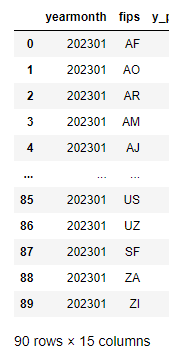 yearmonth fips y_p
0 202301 AF
1 202301 AO
2 202301 AR
3 202301 AM
4 202301 AJ
... ... ...
85 202301 US
86 202301 UZ
87 202301 SF
88 202301 ZA
89 202301 ZI
90 rows × 15 columns